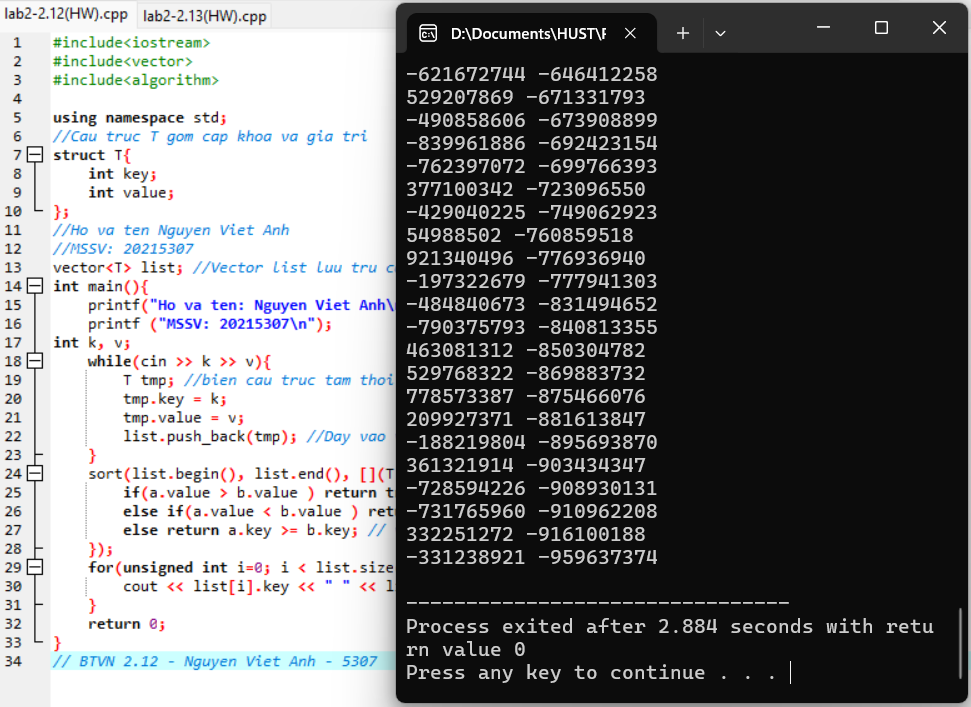 lab2-2.12(HW).cpp lab2-2.13(HW).cpp
1 #include<iostream>
2 #include<vector>
3 #include<algorithm>
4
5 using namespace std;
6 //Cau truc T gom cap khoa va gia tri
7 struct T{
8 int key;
9 int value;
10 };
11 //Ho va ten Nguyen Viet Anh
12 //MSSV: 20215307
13 vector<T> list; //Vector list luu tru
14 int main(){
15 printf("Ho va ten: Nguyen Viet Anh\
16 printf ("MSSV: 20215307\n");
17 int k, v;
18 while(cin >> k >> v){
19 T tmp; //bien cau truc tam thoi
20 tmp.key = k;
21 tmp.value = v;
22 list.push_back(tmp); //Day vao
23 }
24 sort(list.begin(), list.end(), [](T
25 if(a.value > b.value ) return t
26 else if(a.value < b.value ) ret
27 else return a.key >= b.key; //
28 });
29 for(unsigned int i=0; i < list.size
30 cout << list[i].key << " " << l
31 }
32 return 0;
33 }
34 // BTVN 2.12 - Nguyen Viet Anh - 5307
D:\Documents\HUST\
-621672744 -646412258
529207869 -671331793
-490858606 -673908899
-839961886 -692423154
-762397072 -699766393
377100342 -723096550
-429040225 -749062923
54988502 -760859518
921340496 -776936940
-197322679 -777941303
-484840673 -831494652
-790375793 -840813355
463081312 -850304782
529768322 -869883732
778573387 -875466076
209927371 -881613847
-188219804 -895693870
361321914 -903434347
-728594226 -908930131
-731765960 -910962208
332251272 -916100188
-331238921 -959637374
--------------------------------
Process exited after 2.884 seconds with retu
rn value 0
Press any key to continue . . .